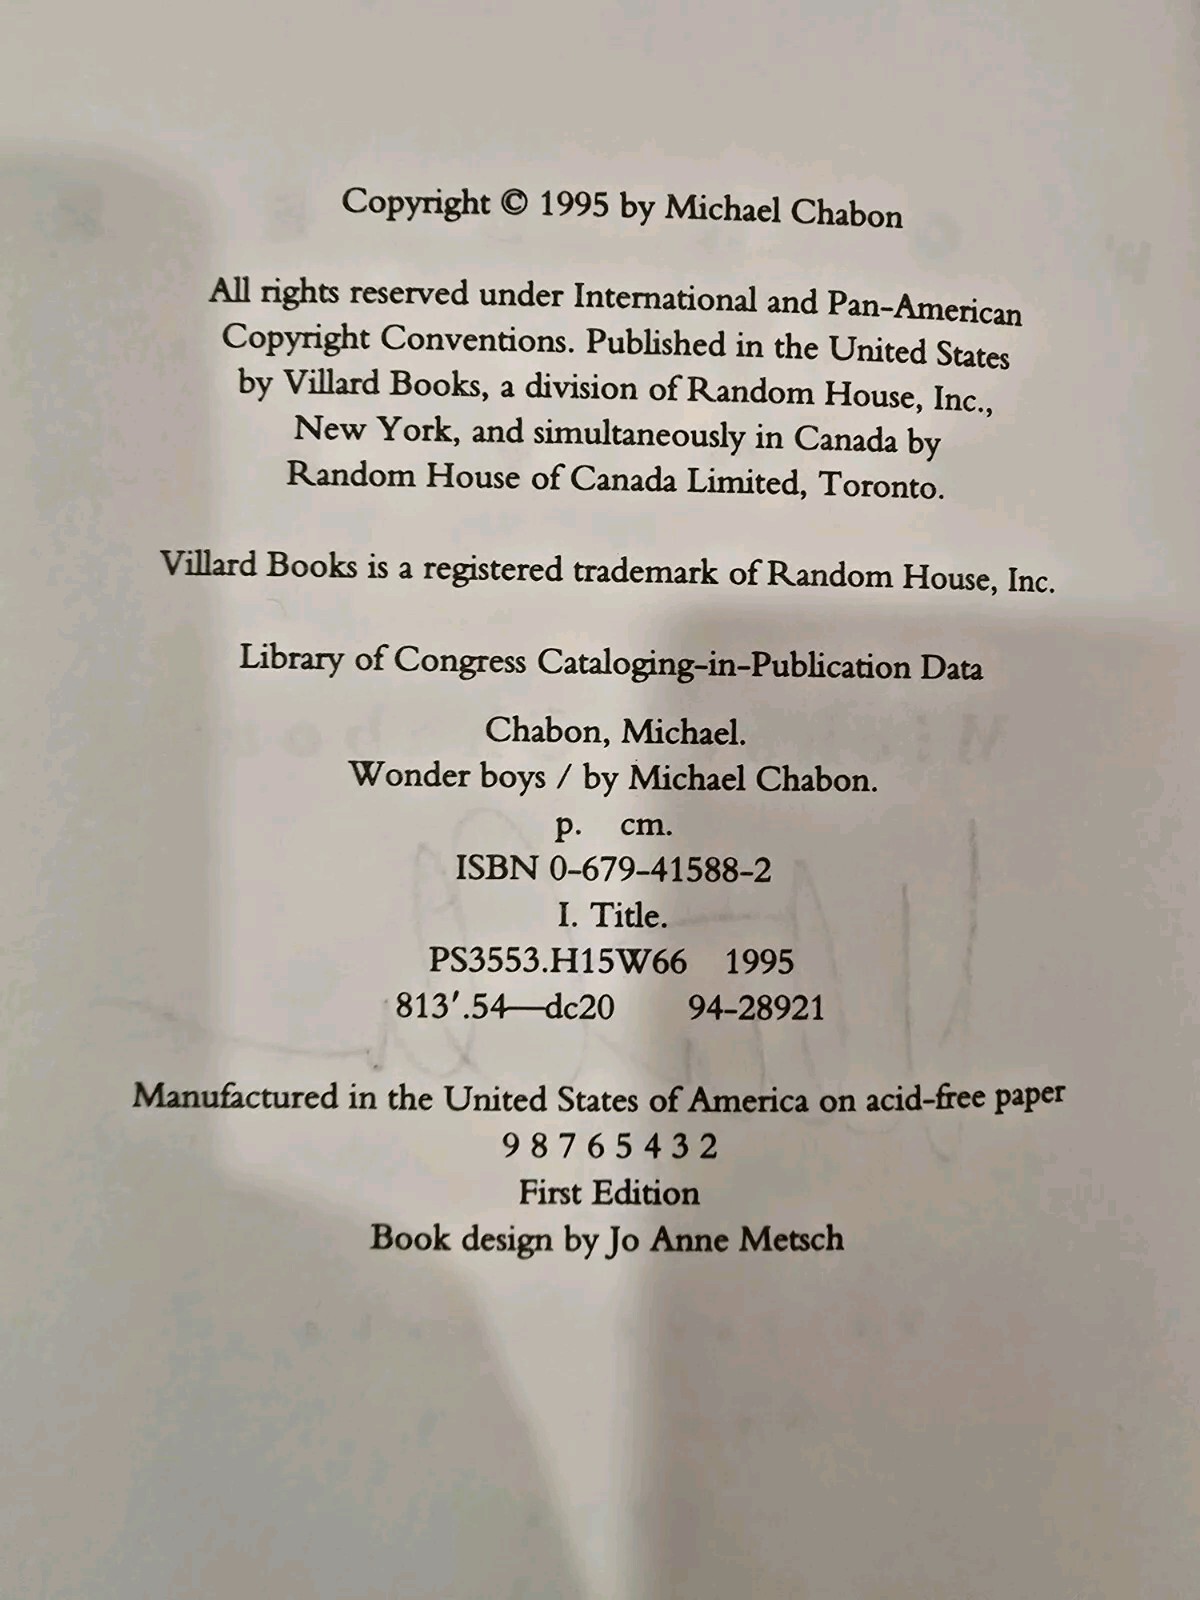 Copyright © 1995 by Michael Chabon
All rights reserved under International and Pan-American
Copyright Conventions. Published in the United States
by Villard Books, a division of Random House, Inc.,
New York, and simultaneously in Canada by
Random House of Canada Limited, Toronto.
Villard Books is a registered trademark of Random House, Inc.
Library of Congress Cataloging-in-Publication Data
Chabon, Michael.
Wonder boys / by Michael Chabon.
p. cm.
ISBN 0-679-41588-2
I. Title.
PS3553.H15W66 1995
813′.54—dc20 94-28921
Manufactured in the United States of America on acid-free paper
9 8 7 6 5 4 3 2
First Edition
Book design by Jo Anne Metsch